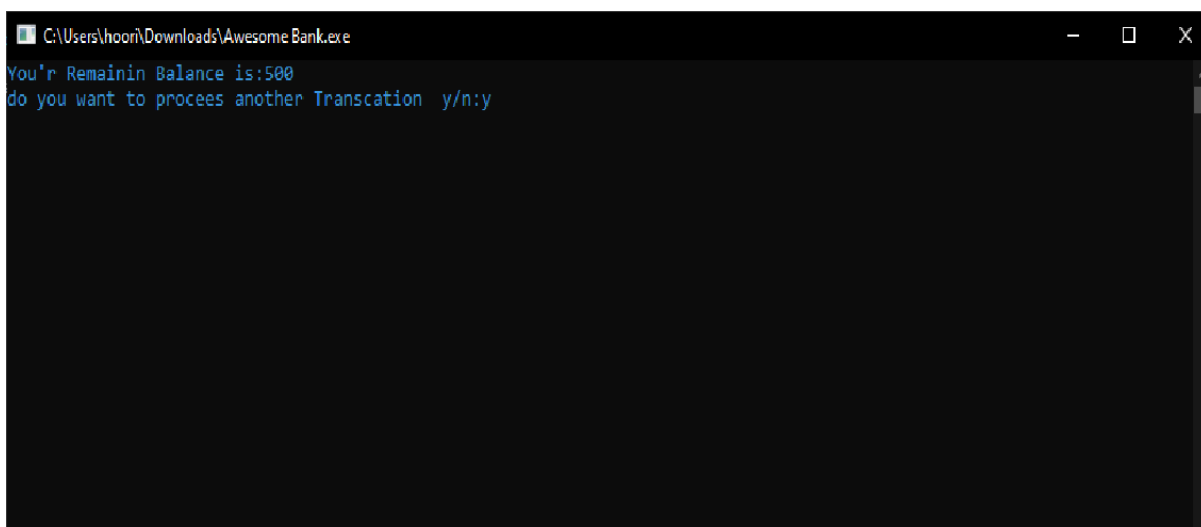 C:\Users\hoori\Downloads\Awesome Bank.exe
You'r Remainin Balance is:500
do you want to procees another Transcation  y/n:y